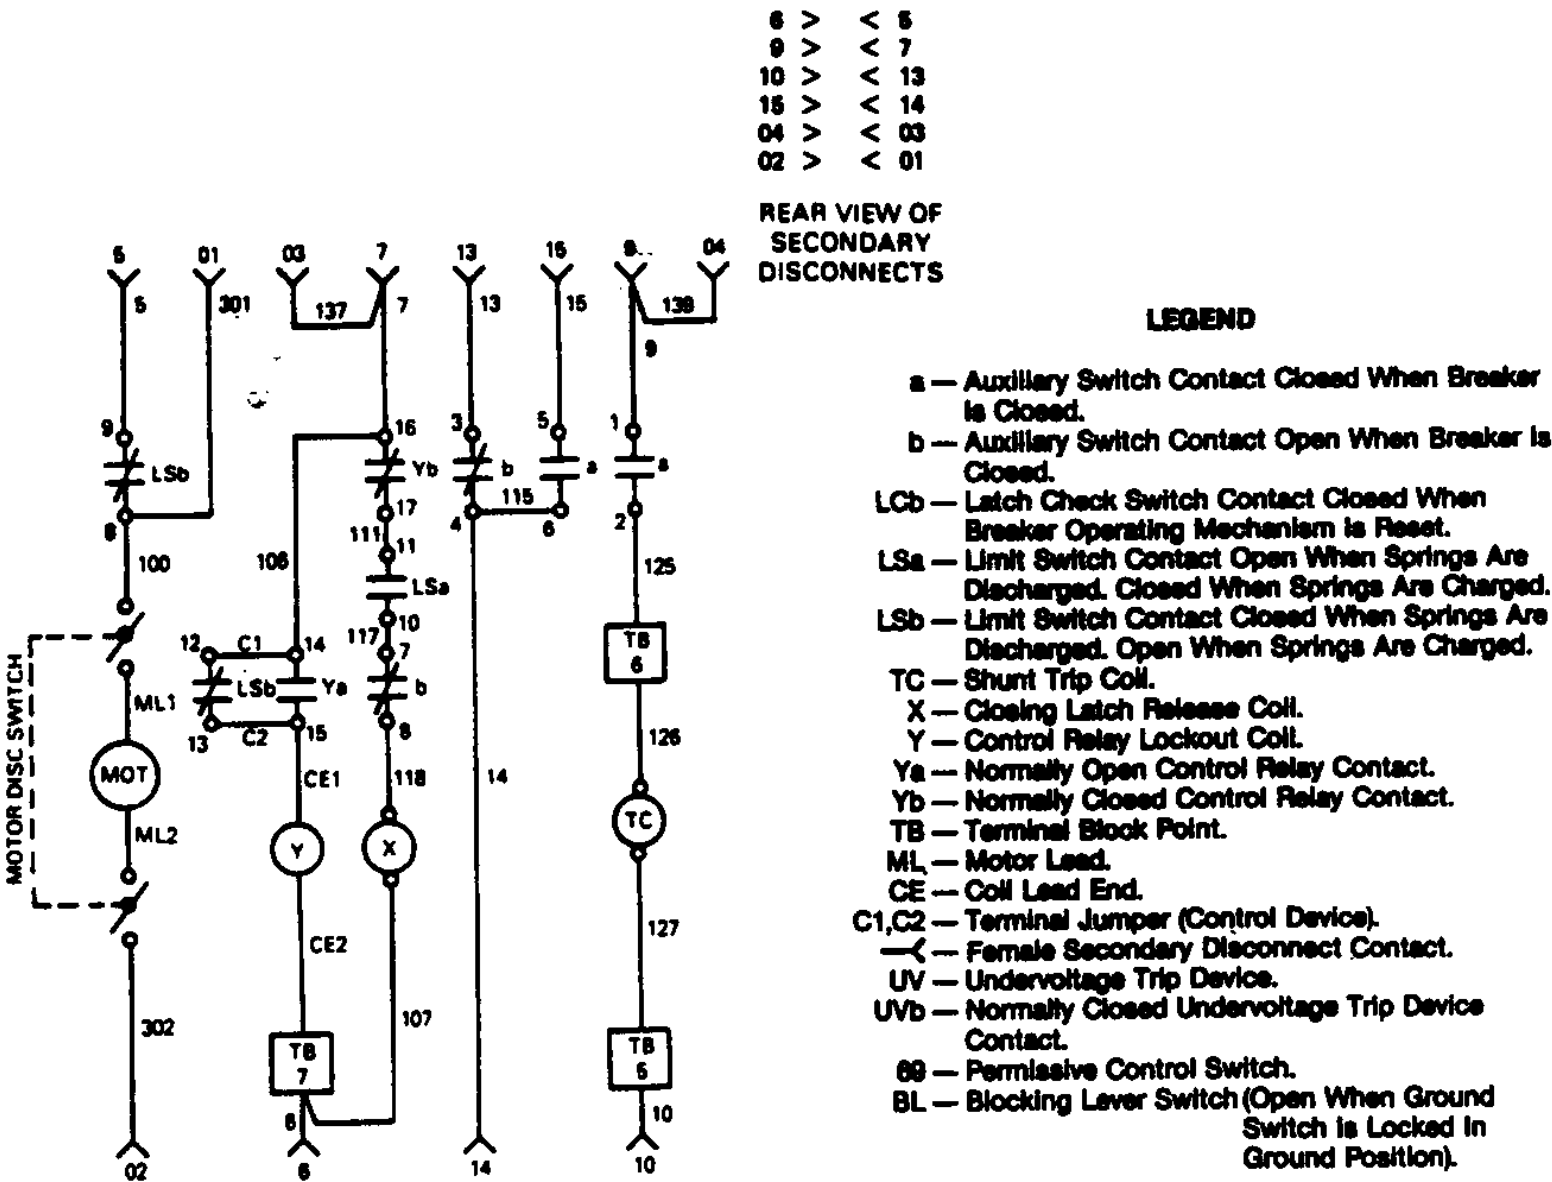 6 > < 5
9 > < 7
10 > < 13
15 > < 14
04 > < 03
02 > < 01
REAR VIEW OF
SECONDARY
DISCONNECTS
5 01 03 7 13 15 9 04
5 301 137 7 13 15 139
9
9 16 3 5 1
LSb Yb b a a
8 17 4 115 6 2
100 106 111 11 125
LSa
10
117 7
TB
6
12 C1 14
LSb Ya b
13 C2 15 8
MOTOR DISC SWITCH
ML1
MOT
ML2
CE1 118 14 126
Y X TC
CE2 127
302 107
TB
7
TB
5
6 10
02 6 14 10
LEGEND
a — Auxiliary Switch Contact Closed When Breaker
Is Closed.
b — Auxiliary Switch Contact Open When Breaker Is
Closed.
LCb — Latch Check Switch Contact Closed When
Breaker Operating Mechanism Is Reset.
LSa — Limit Switch Contact Open When Springs Are
Discharged. Closed When Springs Are Charged.
LSb — Limit Switch Contact Closed When Springs Are
Discharged. Open When Springs Are Charged.
TC — Shunt Trip Coil.
X — Closing Latch Release Coil.
Y — Control Relay Lockout Coil.
Ya — Normally Open Control Relay Contact.
Yb — Normally Closed Control Relay Contact.
TB — Terminal Block Point.
ML — Motor Lead.
CE — Coil Lead End.
C1,C2 — Terminal Jumper (Control Device).
— Female Secondary Disconnect Contact.
UV — Undervoltage Trip Device.
UVb — Normally Closed Undervoltage Trip Device
Contact.
69 — Permissive Control Switch.
BL — Blocking Lever Switch (Open When Ground
Switch is Locked In
Ground Position).